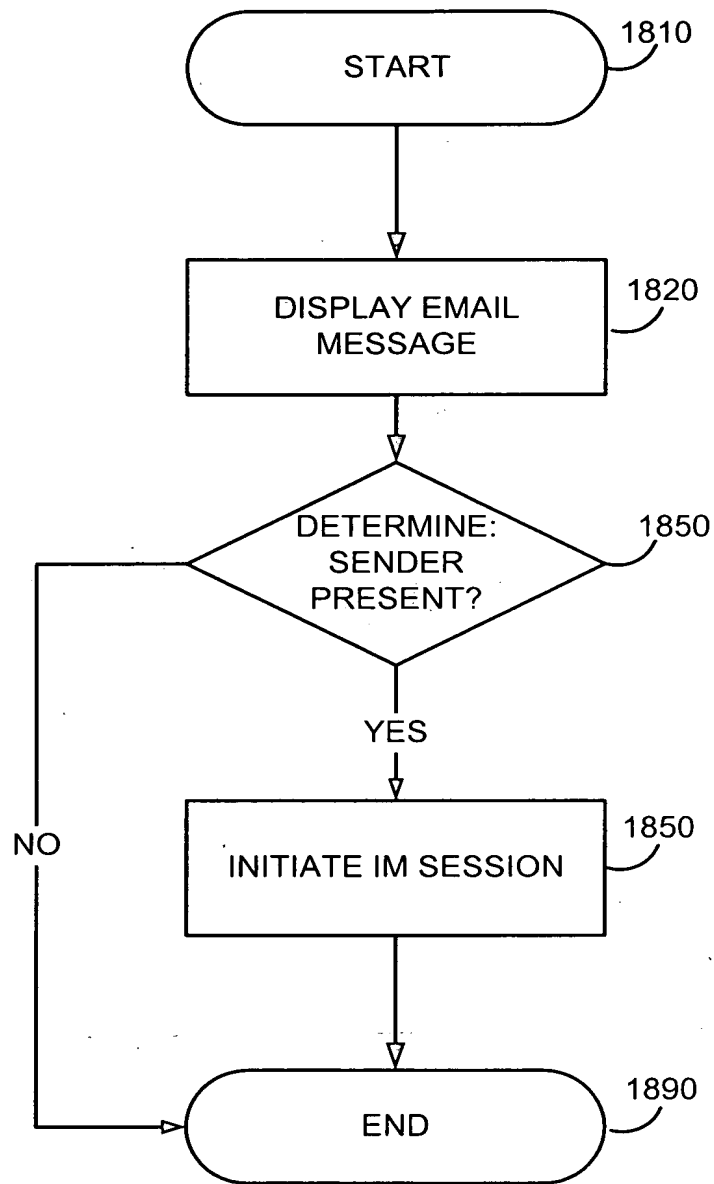 START
1810
DISPLAY EMAIL
MESSAGE
1820
DETERMINE:
SENDER
PRESENT?
1850
YES
NO
INITIATE IM SESSION
1850
END
1890